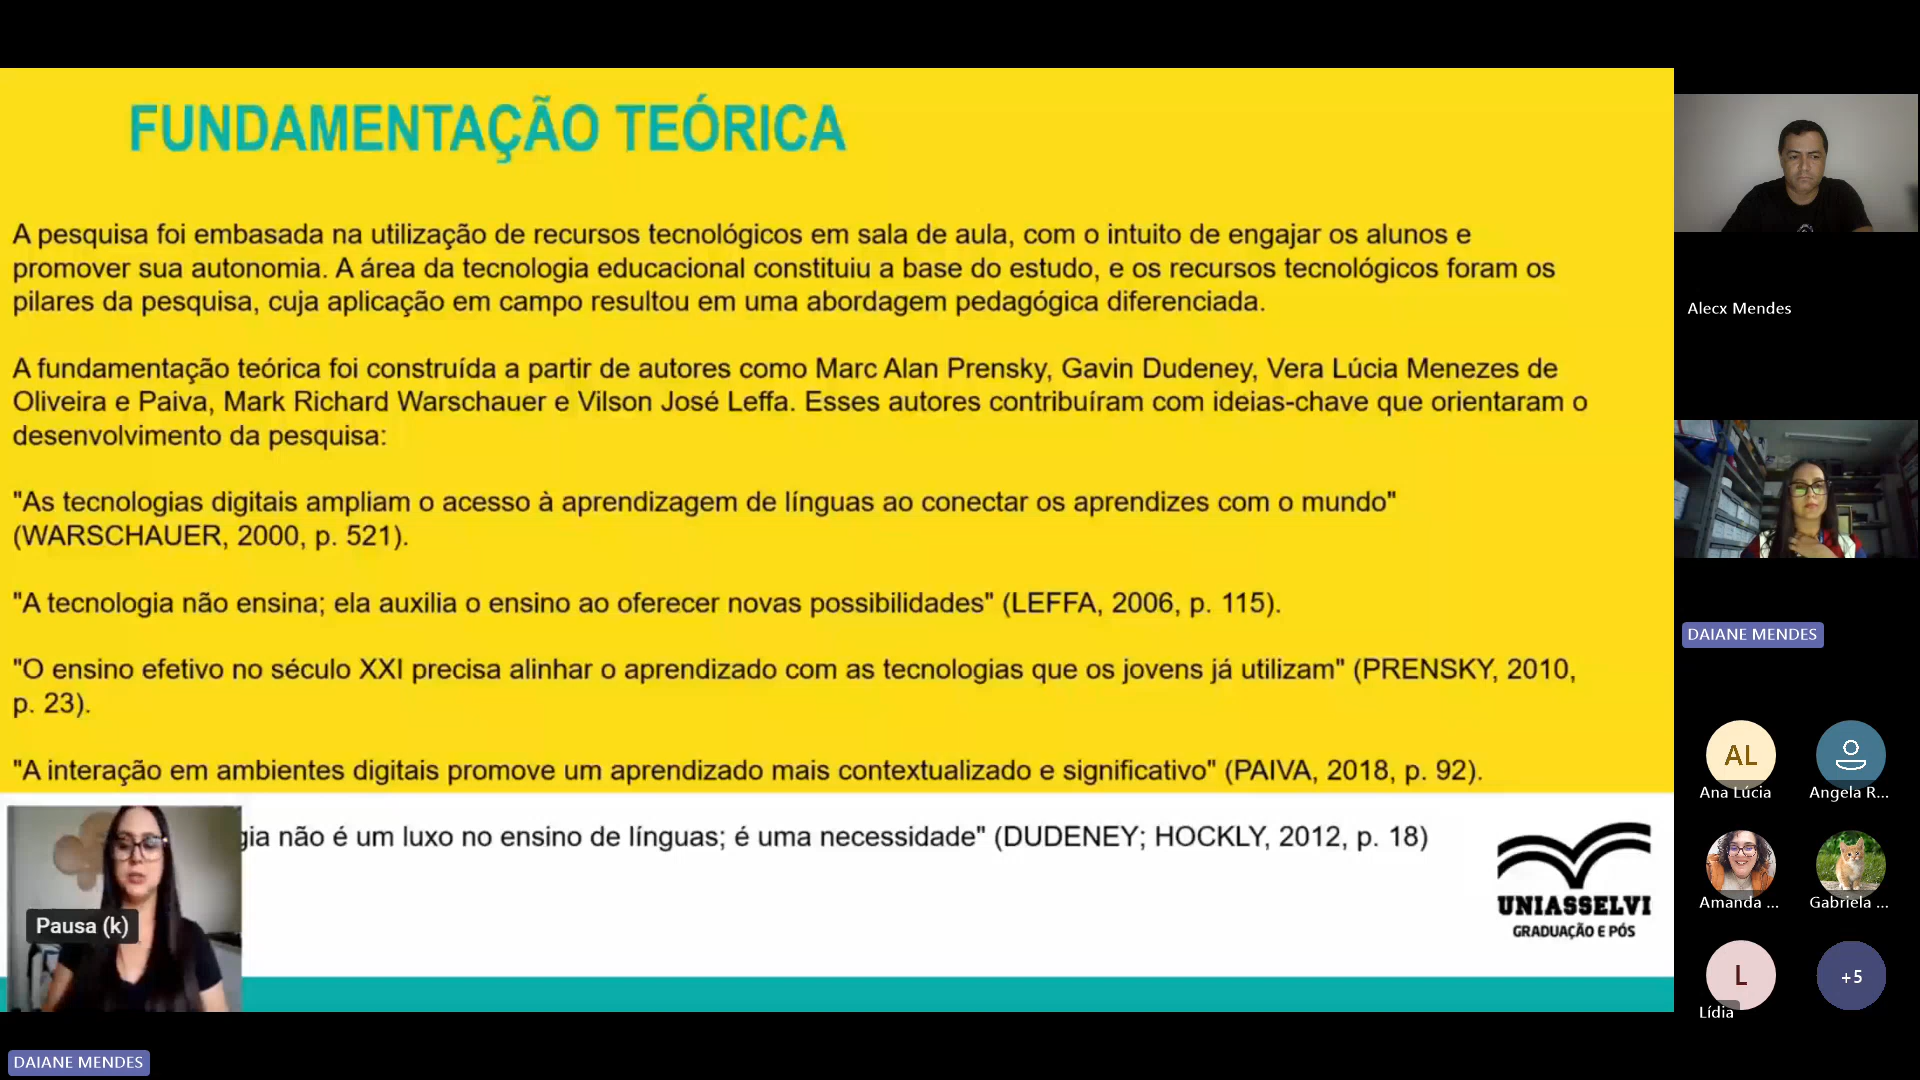 FUNDAMENTAÇÃO TEÓRICA
A pesquisa foi embasada na utilização de recursos tecnológicos em sala de aula, com o intuito de engajar os alunos e
promover sua autonomia. A área da tecnologia educacional constituiu a base do estudo, e os recursos tecnológicos foram os
pilares da pesquisa, cuja aplicação em campo resultou em uma abordagem pedagógica diferenciada.
A fundamentação teórica foi construída a partir de autores como Marc Alan Prensky, Gavin Dudeney, Vera Lúcia Menezes de
Oliveira e Paiva, Mark Richard Warschauer e Vilson José Leffa. Esses autores contribuíram com ideias-chave que orientaram o
desenvolvimento da pesquisa:
"As tecnologias digitais ampliam o acesso à aprendizagem de línguas ao conectar os aprendizes com o mundo"
(WARSCHAUER, 2000, p. 521).
"A tecnologia não ensina; ela auxilia o ensino ao oferecer novas possibilidades" (LEFFA, 2006, p. 115).
"O ensino efetivo no século XXI precisa alinhar o aprendizado com as tecnologias que os jovens já utilizam" (PRENSKY, 2010,
p. 23).
"A interação em ambientes digitais promove um aprendizado mais contextualizado e significativo" (PAIVA, 2018, p. 92).
gia não é um luxo no ensino de línguas; é uma necessidade" (DUDENEY; HOCKLY, 2012, p. 18)
Pausa (k)
UNIASSELVI
GRADUAÇÃO E PÓS
DAIANE MENDES
Alecx Mendes
DAIANE MENDES
AL
Ana Lúcia
Angela R...
Amanda ...
Gabriela ...
L
Lídia
+5